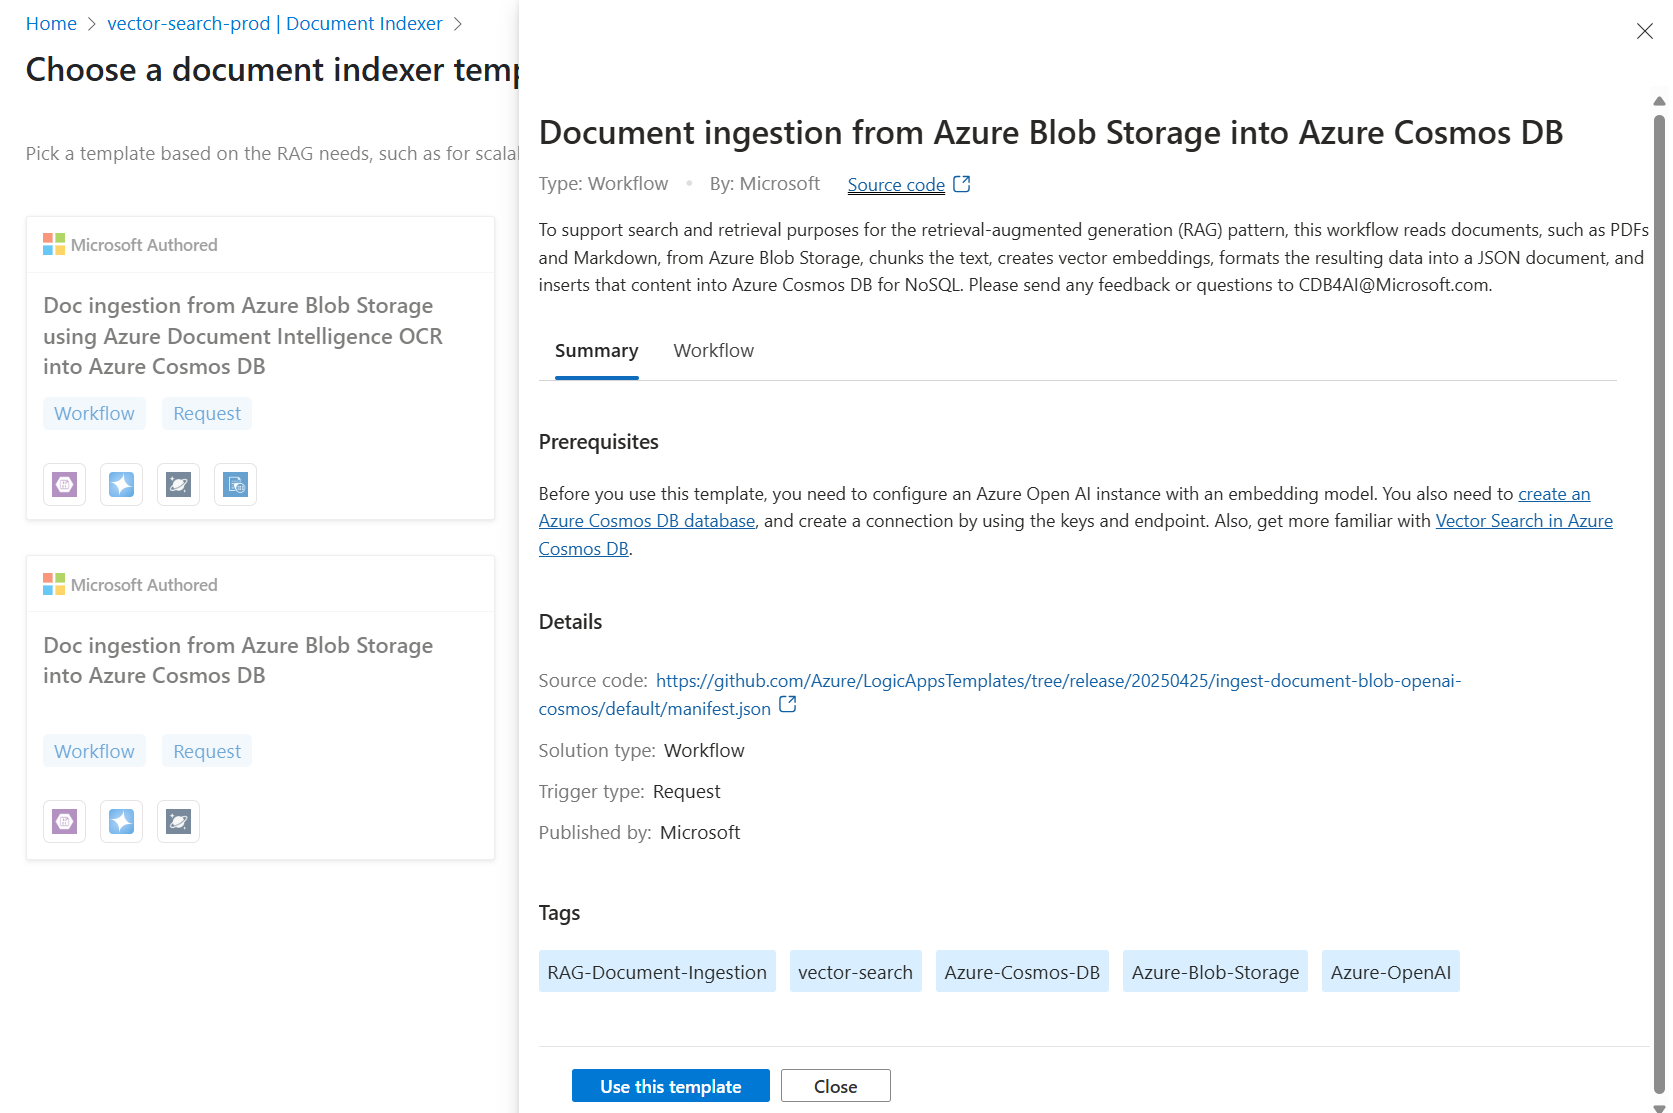 Home > vector-search-prod | Document Indexer >
Choose a document indexer temp
Pick a template based on the RAG needs, such as for scalal
Microsoft Authored
Doc ingestion from Azure Blob Storage
using Azure Document Intelligence OCR
into Azure Cosmos DB
Workflow Request
Microsoft Authored
Doc ingestion from Azure Blob Storage
into Azure Cosmos DB
Workflow Request
Document ingestion from Azure Blob Storage into Azure Cosmos DB
Type: Workflow • By: Microsoft Source code
To support search and retrieval purposes for the retrieval-augmented generation (RAG) pattern, this workflow reads documents, such as PDFs
and Markdown, from Azure Blob Storage, chunks the text, creates vector embeddings, formats the resulting data into a JSON document, and
inserts that content into Azure Cosmos DB for NoSQL. Please send any feedback or questions to CDB4AI@Microsoft.com.
Summary Workflow
Prerequisites
Before you use this template, you need to configure an Azure Open AI instance with an embedding model. You also need to create an
Azure Cosmos DB database, and create a connection by using the keys and endpoint. Also, get more familiar with Vector Search in Azure
Cosmos DB.
Details
Source code: https://github.com/Azure/LogicAppsTemplates/tree/release/20250425/ingest-document-blob-openai-
cosmos/default/manifest.json
Solution type: Workflow
Trigger type: Request
Published by: Microsoft
Tags
RAG-Document-Ingestion vector-search Azure-Cosmos-DB Azure-Blob-Storage Azure-OpenAI
Use this template Close